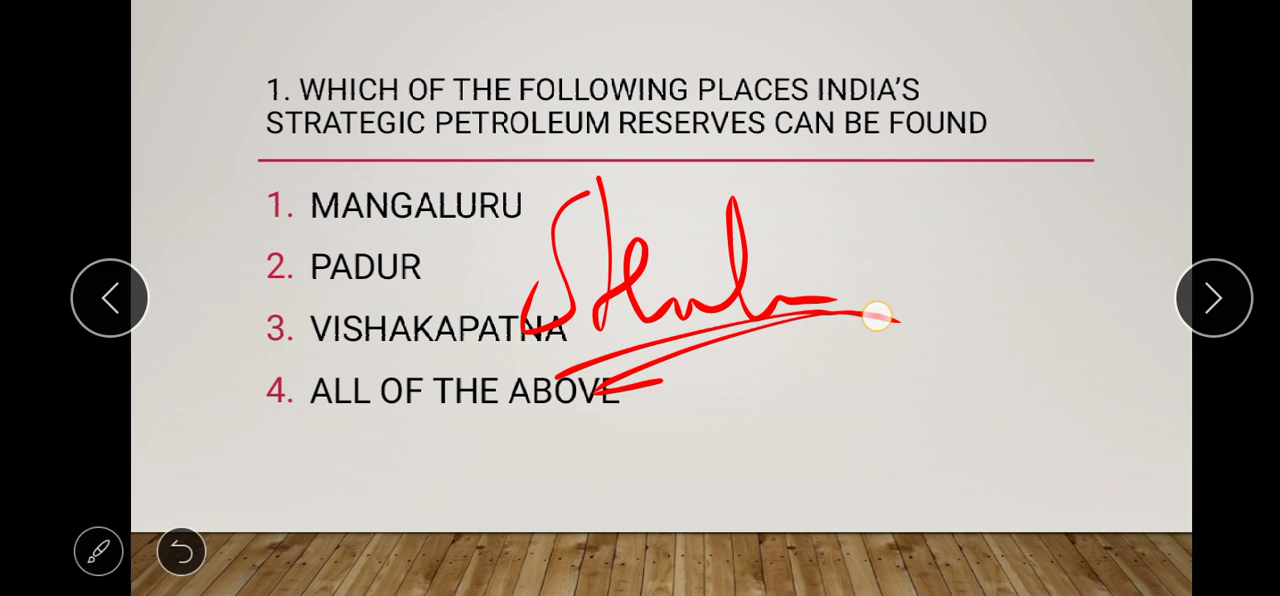 1. WHICH OF THE FOLLOWING PLACES INDIA'S
STRATEGIC PETROLEUM RESERVES CAN BE FOUND
1. MANGALURU
2. PADUR
3. VISHAKAPATNA
4. ALL OF THE ABOVE